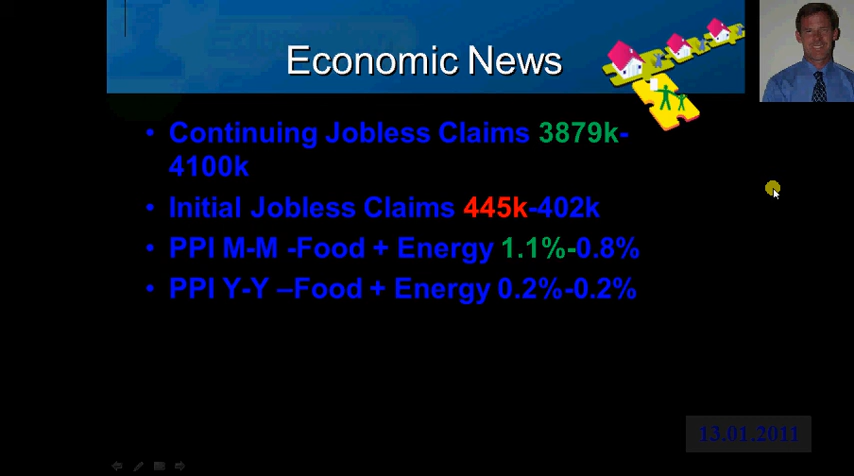 Economic News
• Continuing Jobless Claims 3879k-
4100k
• Initial Jobless Claims 445k-402k
• PPI M-M -Food + Energy 1.1%-0.8%
• PPI Y-Y –Food + Energy 0.2%-0.2%
13.01.2011